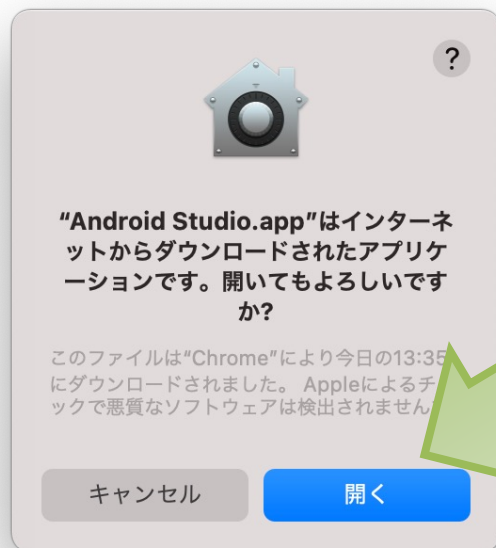 ?
“Android Studio.app”はインターネ
ットからダウンロードされたアプリケ
ーションです。開いてもよろしいです
か?
このファイルは“Chrome”により今日の13:35
にダウンロードされました。 Appleによるチ
ックで悪質なソフトウェアは検出されません
キャンセル
開く